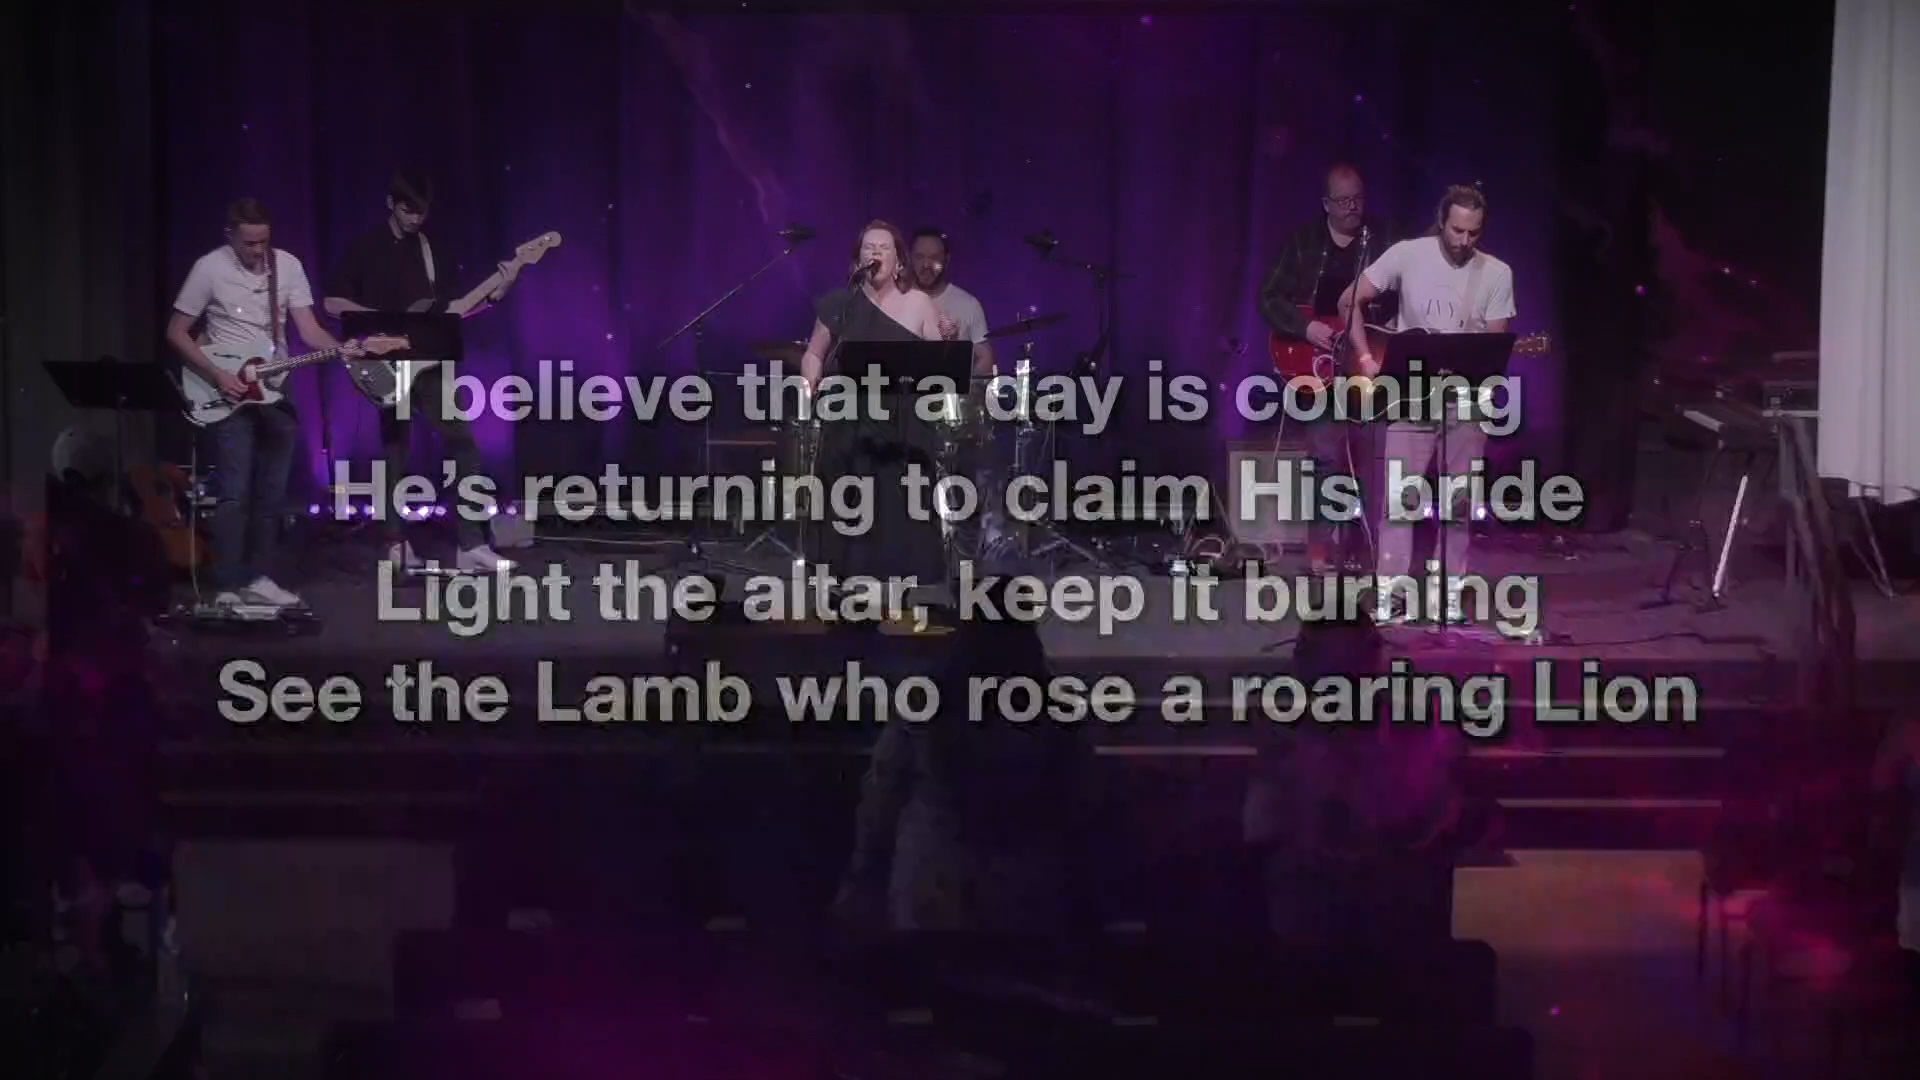 I believe that a day is coming
He’s returning to claim His bride
Light the altar, keep it burning
See the Lamb who rose a roaring Lion